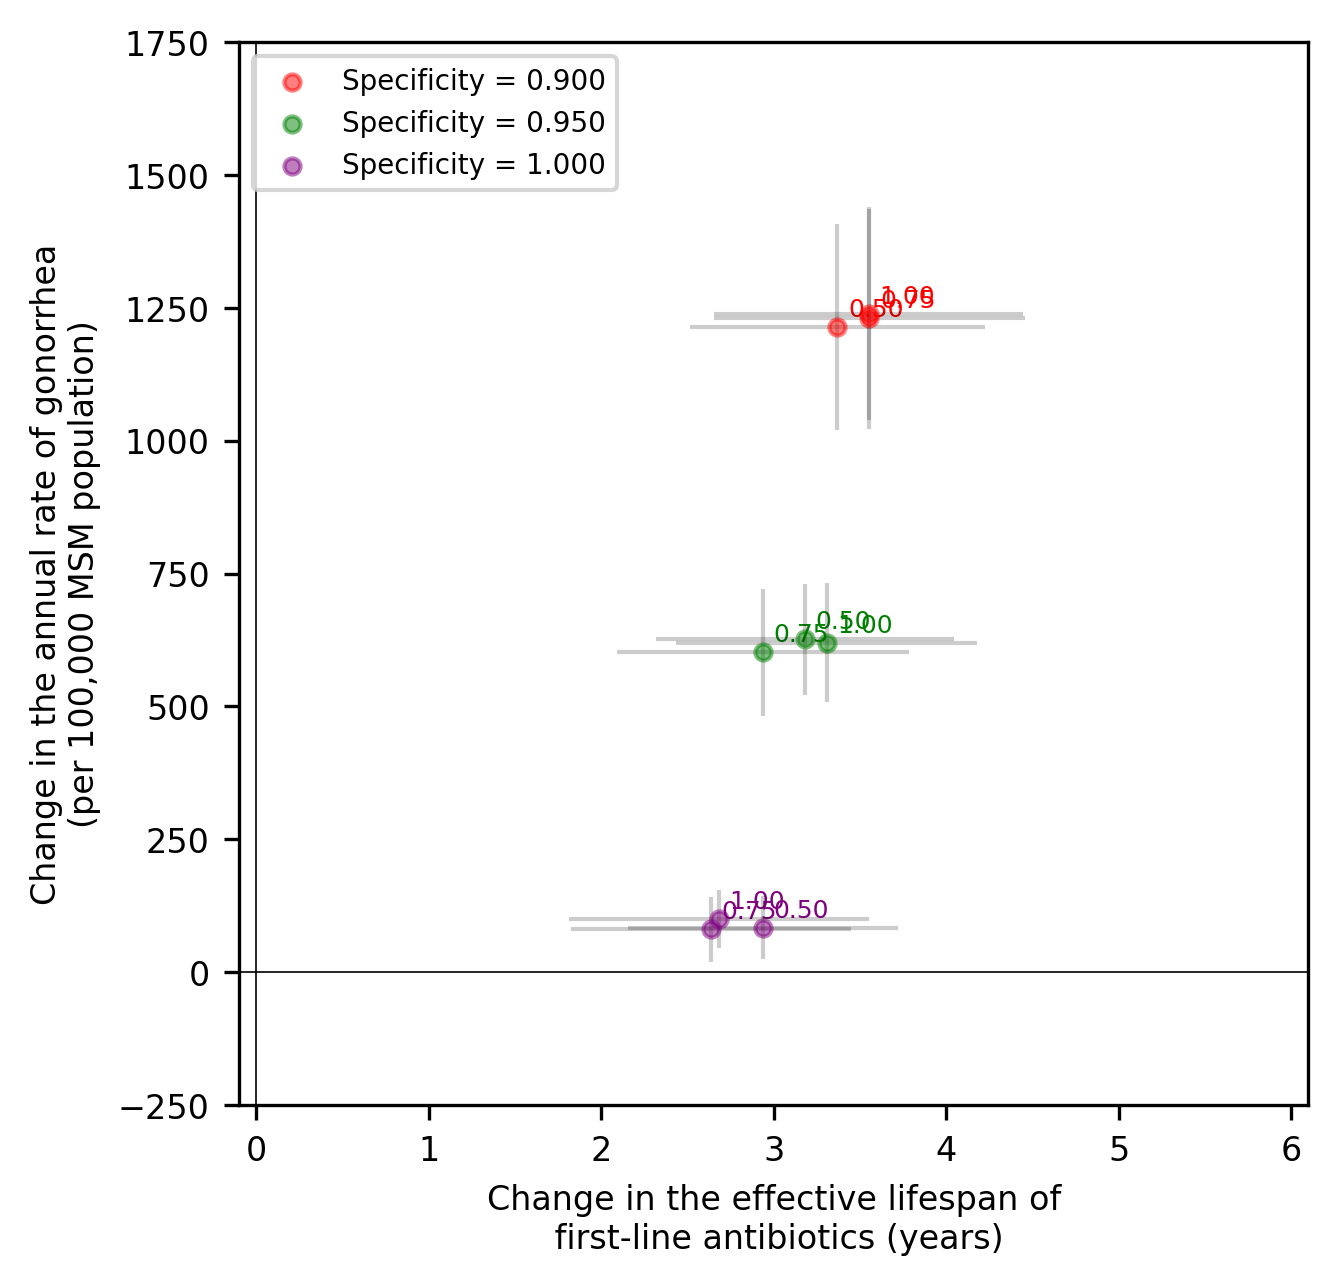 1750
1500
1250
1000
750
500
250
0
−250
Change in the annual rate of gonorrhea
(per 100,000 MSM population)
Specificity = 0.900
Specificity = 0.950
Specificity = 1.000
1.00
0.75
0.50
0.50
1.00
0.75
1.00
0.75
0.50
0 1 2 3 4 5 6
Change in the effective lifespan of
first-line antibiotics (years)